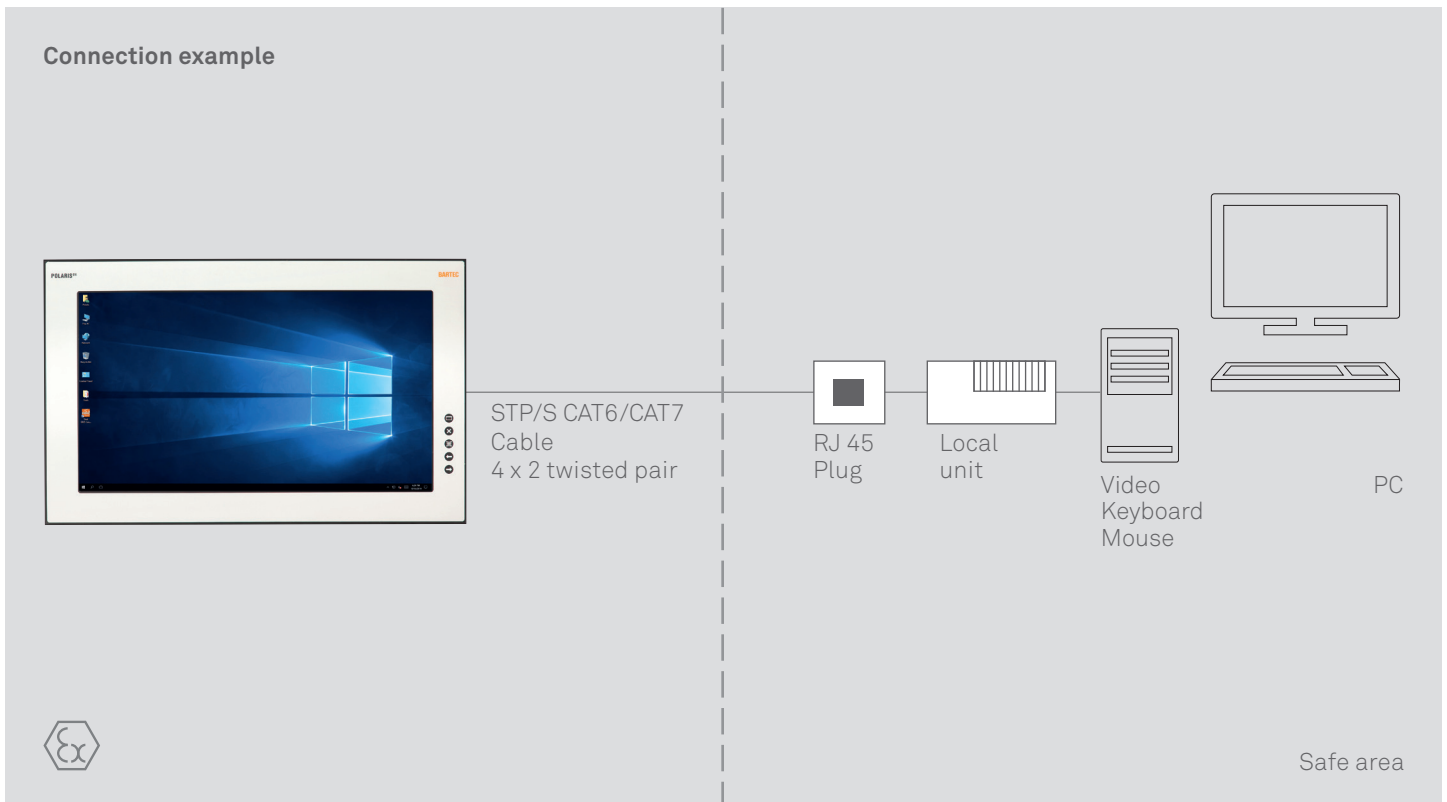 Connection example
POLARIS
BARTEC
STP/S CAT6/CAT7
Cable
4 x 2 twisted pair
RJ 45
Plug
Local
unit
Video
Keyboard
Mouse
PC
Ex
Safe area